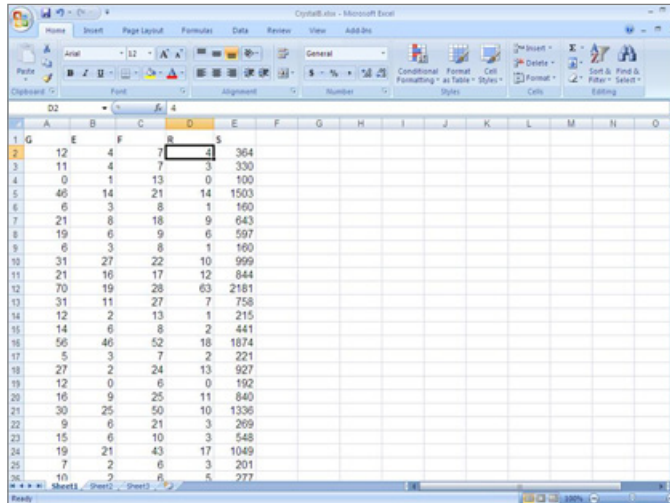 CrystalB.xlsx - Microsoft Excel
Home Insert Page Layout Formulas Data Review View Add-Ins
Arial 12 General Insert
Paste Conditional Format Cell Delete Sort & Find &
B I U $ % , Formatting as Table Styles Format Filter Select
Clipboard Font Alignment Number Styles Cells Editing
D2 fx 4
A B C D E F G H I J K L M N O
1 G E F R S
2 12 4 7 4 364
3 11 4 7 3 330
4 0 1 13 0 100
5 46 14 21 14 1503
6 6 3 8 1 160
7 21 8 18 9 643
8 19 6 9 6 597
9 6 3 8 1 160
10 31 27 22 10 999
11 21 16 17 12 844
12 70 19 28 63 2181
13 31 11 27 7 758
14 12 2 13 1 215
15 14 6 8 2 441
16 56 46 52 18 1874
17 5 3 7 2 221
18 27 2 24 13 927
19 12 0 6 0 192
20 16 9 25 11 840
21 30 25 50 10 1336
22 9 6 21 3 269
23 15 6 10 3 548
24 19 21 43 17 1049
25 7 2 6 3 201
26 10 2 6 5 277
Sheet1 Sheet2 Sheet3
Ready 100%